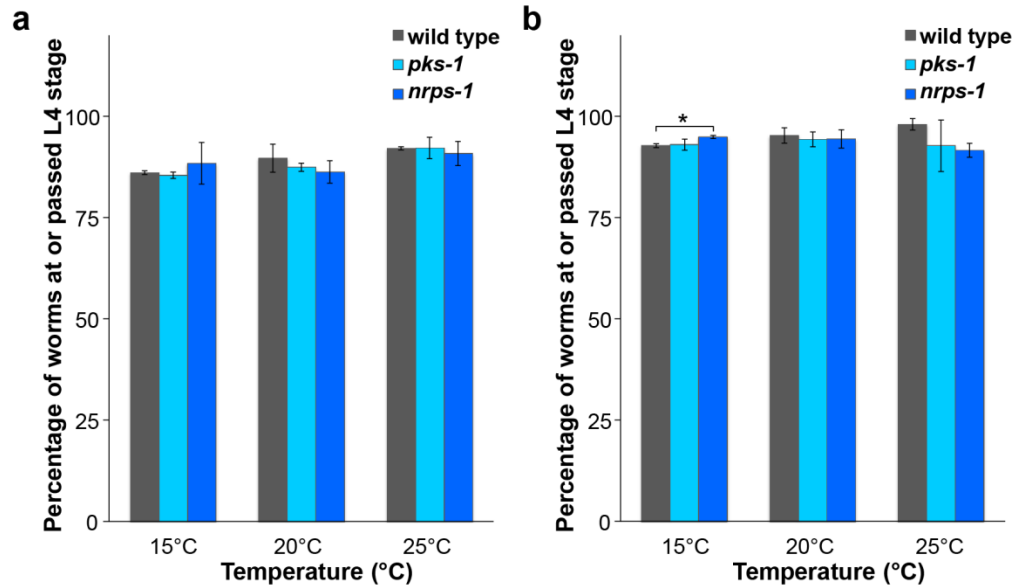 a
Percentage of worms at or passed L4 stage
wild type
pks-1
nrps-1
100
75
50
25
0
15°C
20°C
25°C
Temperature (°C)
b
Percentage of worms at or passed L4 stage
wild type
pks-1
nrps-1
*
100
75
50
25
0
15°C
20°C
25°C
Temperature (°C)